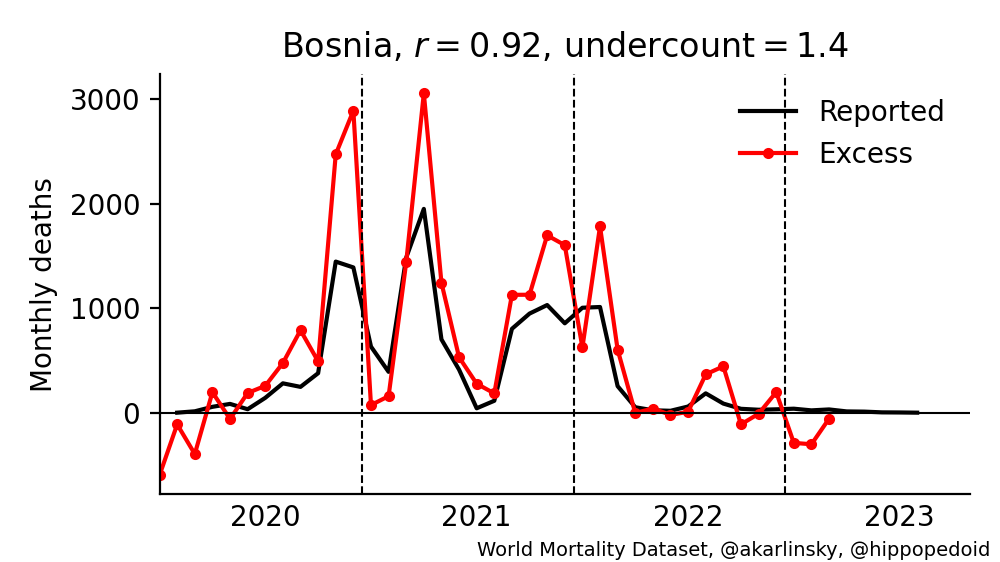 Bosnia, r = 0.92, undercount = 1.4
3000
2000
1000
0
Monthly deaths
Reported
Excess
2020 2021 2022 2023
World Mortality Dataset, @akarlinsky, @hippopedoid